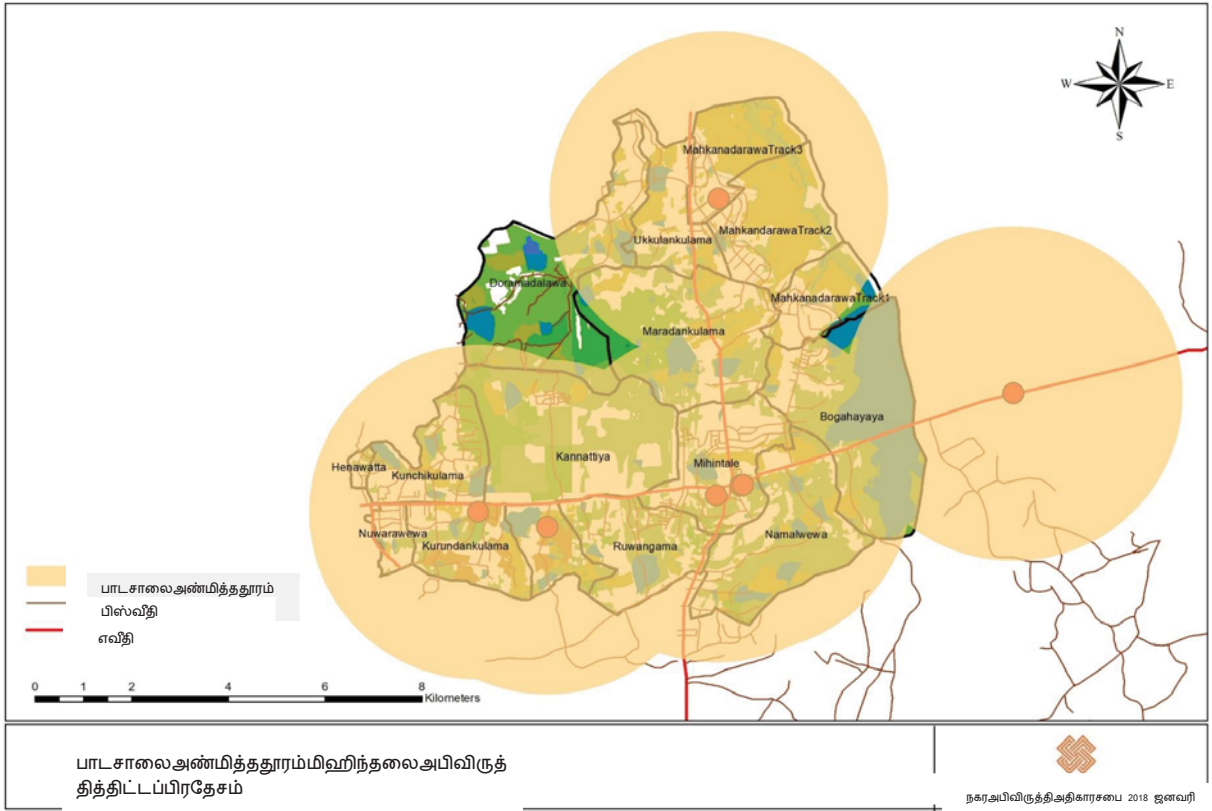 N
W
E
S
MahkanadarawaTrack3
MahkandarawaTrack2
Ukkulankulama
Doramadalawa
MahkanadarawaTrack1
Maradankulama
Bogahayaya
Kannattiya
Mihintale
Henawatta
Kunchikulama
Nuwarawewa
Kurundankulama
Ruwangama
Namalwewa
பாடசாலைஅண்மித்ததூரம்
பிஸ்வீதி
எவீதி
0 1 2 4 6 8
Kilometers
பாடசாலைஅண்மித்ததூரம்மிஹிந்தலைஅபிவிருத்
தித்திட்டப்பிரதேசம்
நகரஅபிவிருத்திஅதிகாரசபை 2018 ஜனவரி